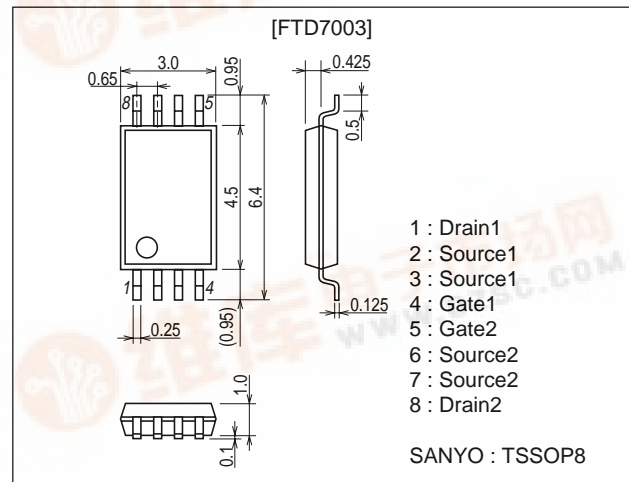 [FTD7003]
3.0
0.65
0.95
0.425
8
5
0.5
4.5
6.4
1
4
0.25
(0.95)
0.125
1.0
0.1
1 : Drain1
2 : Source1
3 : Source1
4 : Gate1
5 : Gate2
6 : Source2
7 : Source2
8 : Drain2
SANYO : TSSOP8